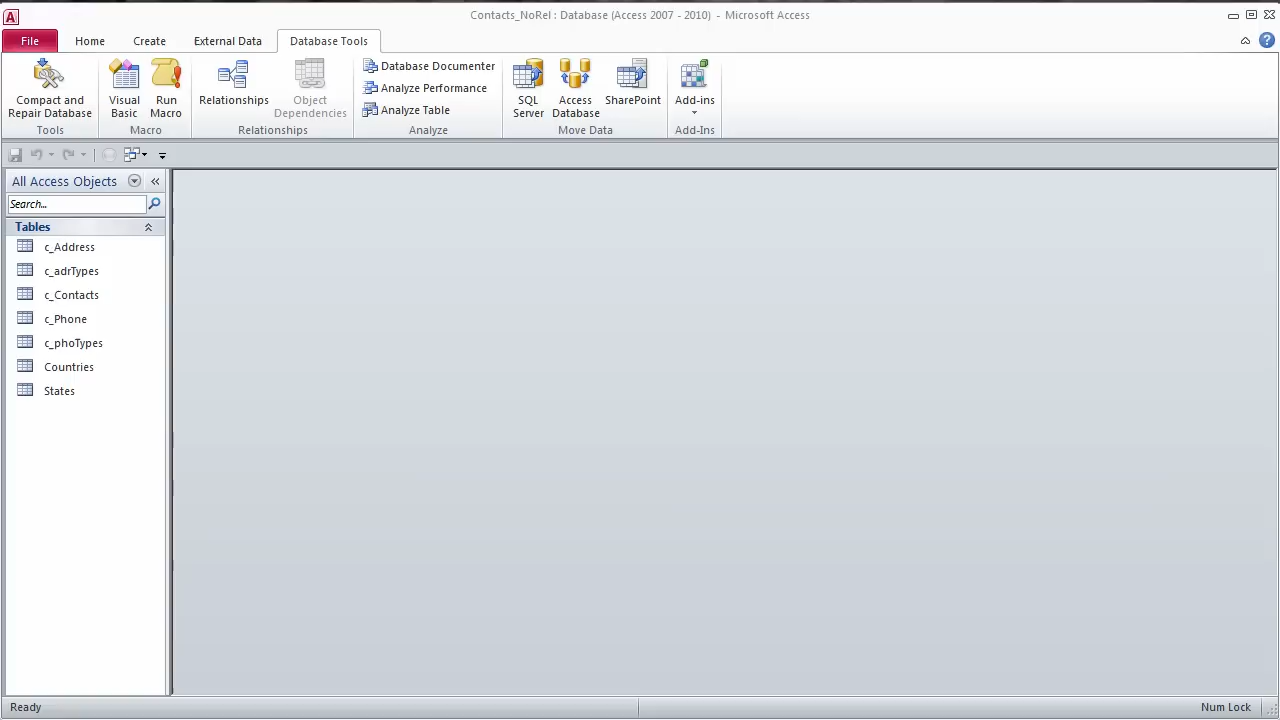 Contacts_NoRel : Database (Access 2007 - 2010) - Microsoft Access
File Home Create External Data Database Tools
Compact and Repair Database
Visual Basic
Run Macro
Relationships
Object Dependencies
Database Documenter
Analyze Performance
Analyze Table
SQL Server
Access Database
SharePoint
Add-ins
Tools Macro Relationships Analyze Move Data Add-Ins
All Access Objects
Search...
Tables
c_Address
c_adrTypes
c_Contacts
c_Phone
c_phoTypes
Countries
States
Ready Num Lock